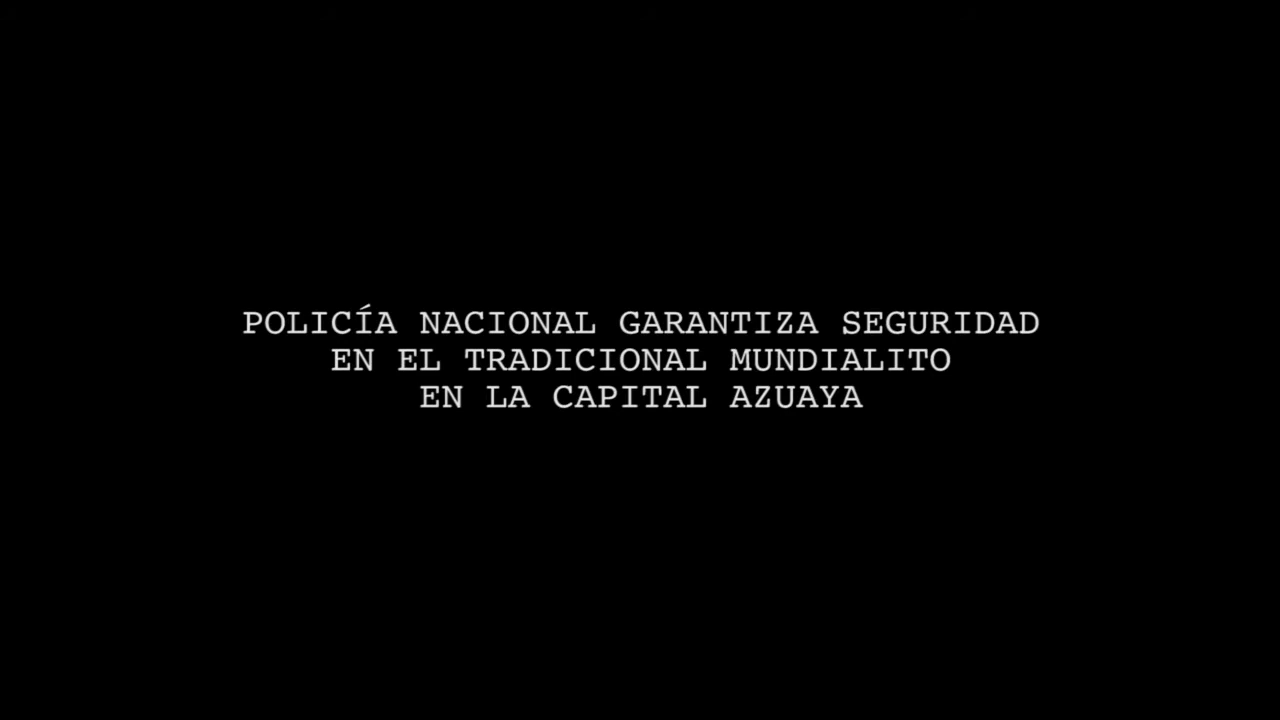 POLICÍA NACIONAL GARANTIZA SEGURIDAD
EN EL TRADICIONAL MUNDIALITO
EN LA CAPITAL AZUAYA